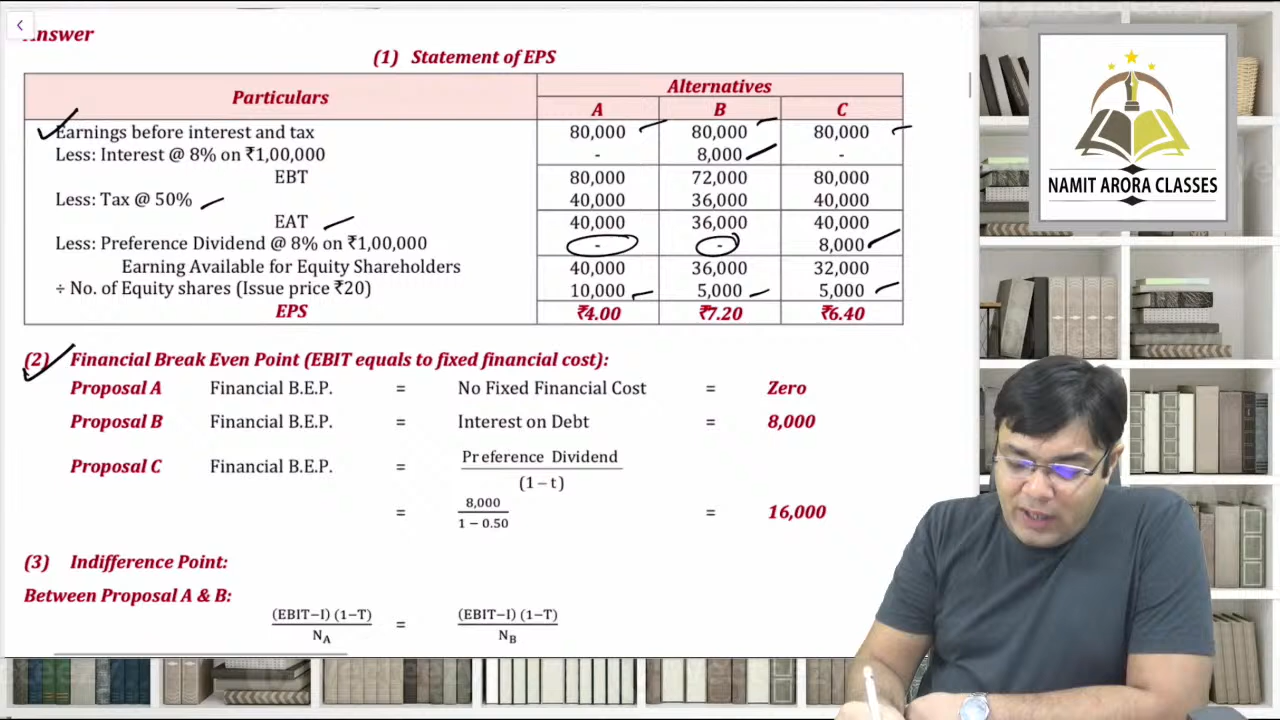 Answer
(1) Statement of EPS
Particulars Alternatives
A B C
Earnings before interest and tax 80,000 80,000 80,000
Less: Interest @ 8% on ₹1,00,000 - 8,000 -
EBT 80,000 72,000 80,000
Less: Tax @ 50% 40,000 36,000 40,000
EAT 40,000 36,000 40,000
Less: Preference Dividend @ 8% on ₹1,00,000 - - 8,000
Earning Available for Equity Shareholders 40,000 36,000 32,000
÷ No. of Equity shares (Issue price ₹20) 10,000 5,000 5,000
EPS ₹4.00 ₹7.20 ₹6.40
(2) Financial Break Even Point (EBIT equals to fixed financial cost):
Proposal A Financial B.E.P. = No Fixed Financial Cost = Zero
Proposal B Financial B.E.P. = Interest on Debt = 8,000
Proposal C Financial B.E.P. = Preference Dividend
(1 – t)
= 8,000
1 – 0.50 = 16,000
(3) Indifference Point:
Between Proposal A & B:
(EBIT–I) (1–T) = (EBIT–I) (1–T)
N_A N_B
NAMIT ARORA CLASSES